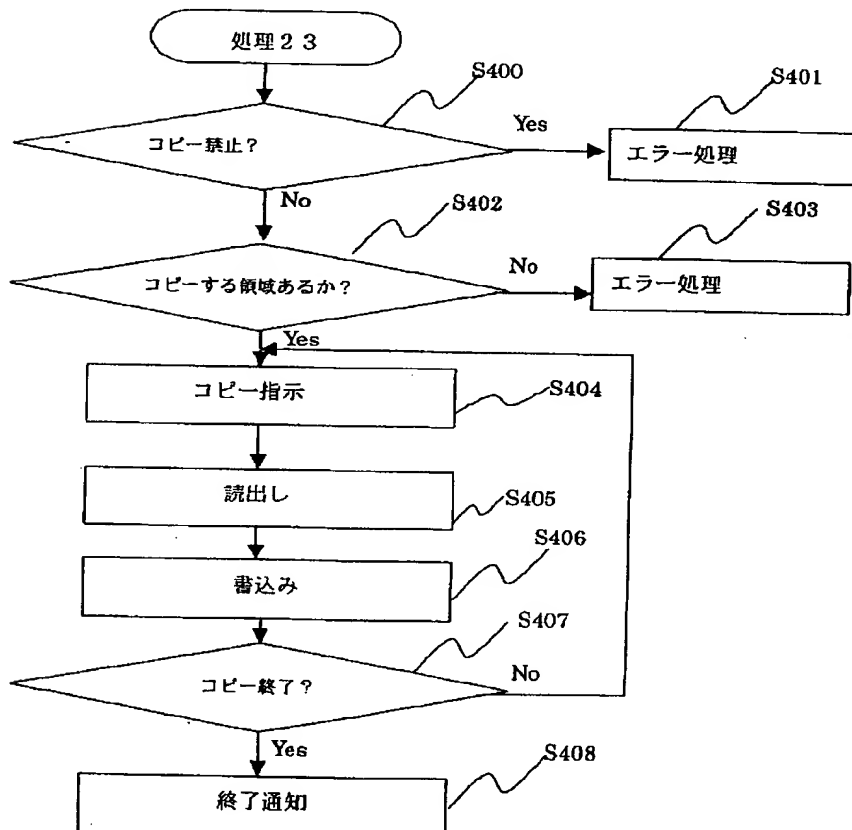 処理２３
S400
S401
コピー禁止?
Yes
エラー処理
No
S402
S403
コピーする領域あるか?
No
エラー処理
Yes
コピー指示
S404
読出し
S405
S406
書込み
S407
コピー終了?
No
Yes
S408
終了通知